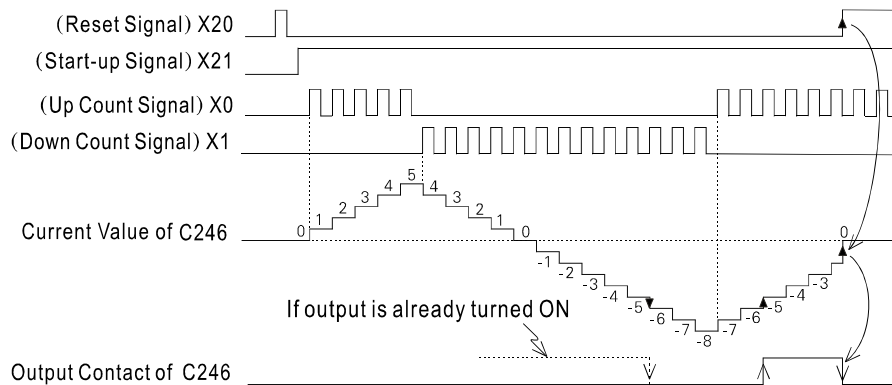 (Reset Signal) X20
(Start-up Signal) X21
(Up Count Signal) X0
(Down Count Signal) X1
Current Value of C246
0 1 2 3 4 5 4 3 2 1 0 -1 -2 -3 -4 -5 -6 -7 -8 -7 -6 -5 -4 -3 0
If output is already turned ON
Output Contact of C246